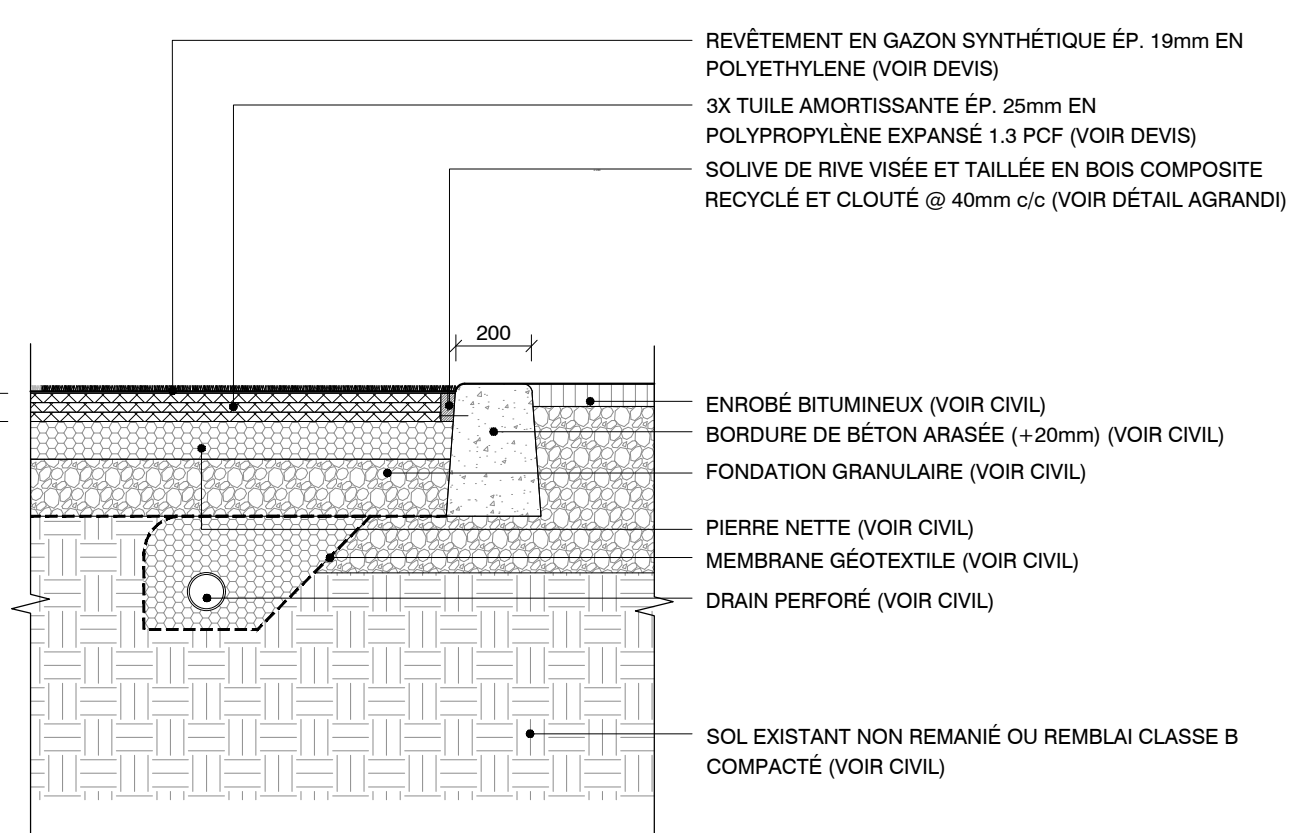 REVÊTEMENT EN GAZON SYNTHÉTIQUE ÉP. 19mm EN
POLYETHYLENE (VOIR DEVIS)
3X TUILE AMORTISSANTE ÉP. 25mm EN
POLYPROPYLÈNE EXPANSÉ 1.3 PCF (VOIR DEVIS)
SOLIVE DE RIVE VISÉE ET TAILLÉE EN BOIS COMPOSITE
RECYCLÉ ET CLOUTÉ @ 40mm c/c (VOIR DÉTAIL AGRANDI)
200
ENROBÉ BITUMINEUX (VOIR CIVIL)
BORDURE DE BÉTON ARASÉE (+20mm) (VOIR CIVIL)
FONDATION GRANULAIRE (VOIR CIVIL)
PIERRE NETTE (VOIR CIVIL)
MEMBRANE GÉOTEXTILE (VOIR CIVIL)
DRAIN PERFORÉ (VOIR CIVIL)
SOL EXISTANT NON REMANIÉ OU REMBLAI CLASSE B
COMPACTÉ (VOIR CIVIL)